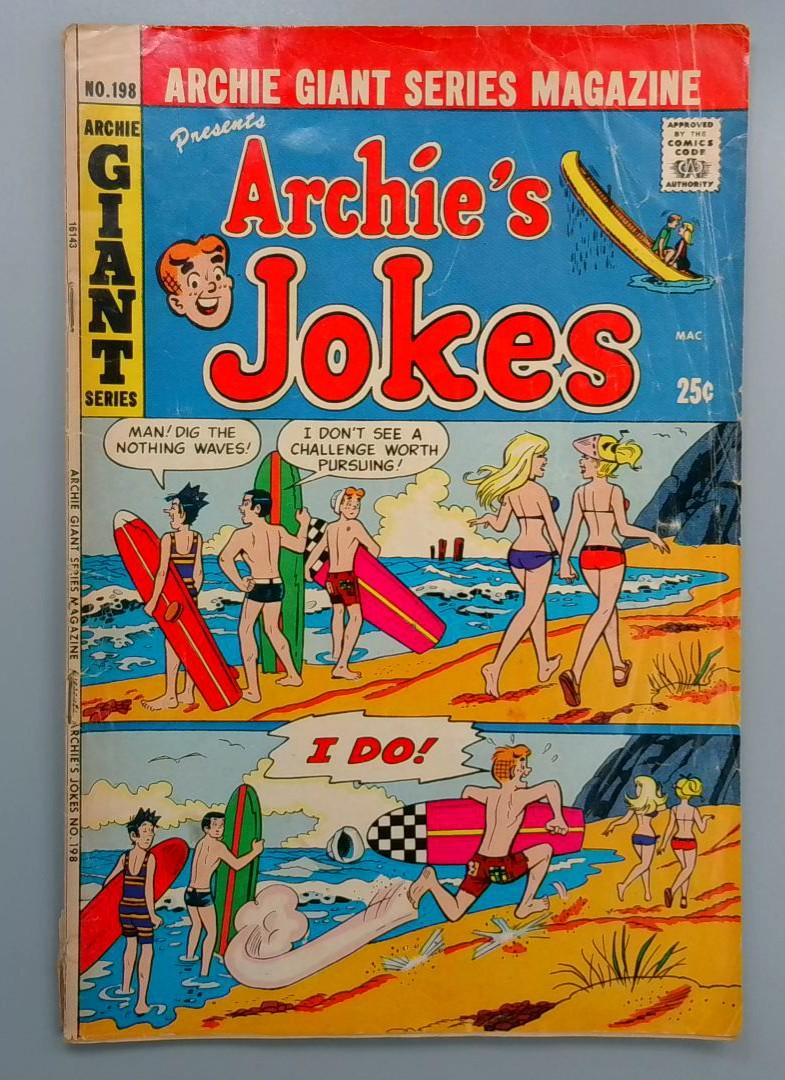 NO.198
ARCHIE GIANT SERIES MAGAZINE
ARCHIE
GIANT
SERIES
Presents
Archie's
Jokes
APPROVED
BY THE
COMICS
CODE
CA
AUTHORITY
MAC
25¢
MAN! DIG THE
NOTHING WAVES!
I DON'T SEE A
CHALLENGE WORTH
PURSUING!
I DO!
16143
ARCHIE GIANT SERIES MAGAZINE Presents ARCHIE'S JOKES NO. 198